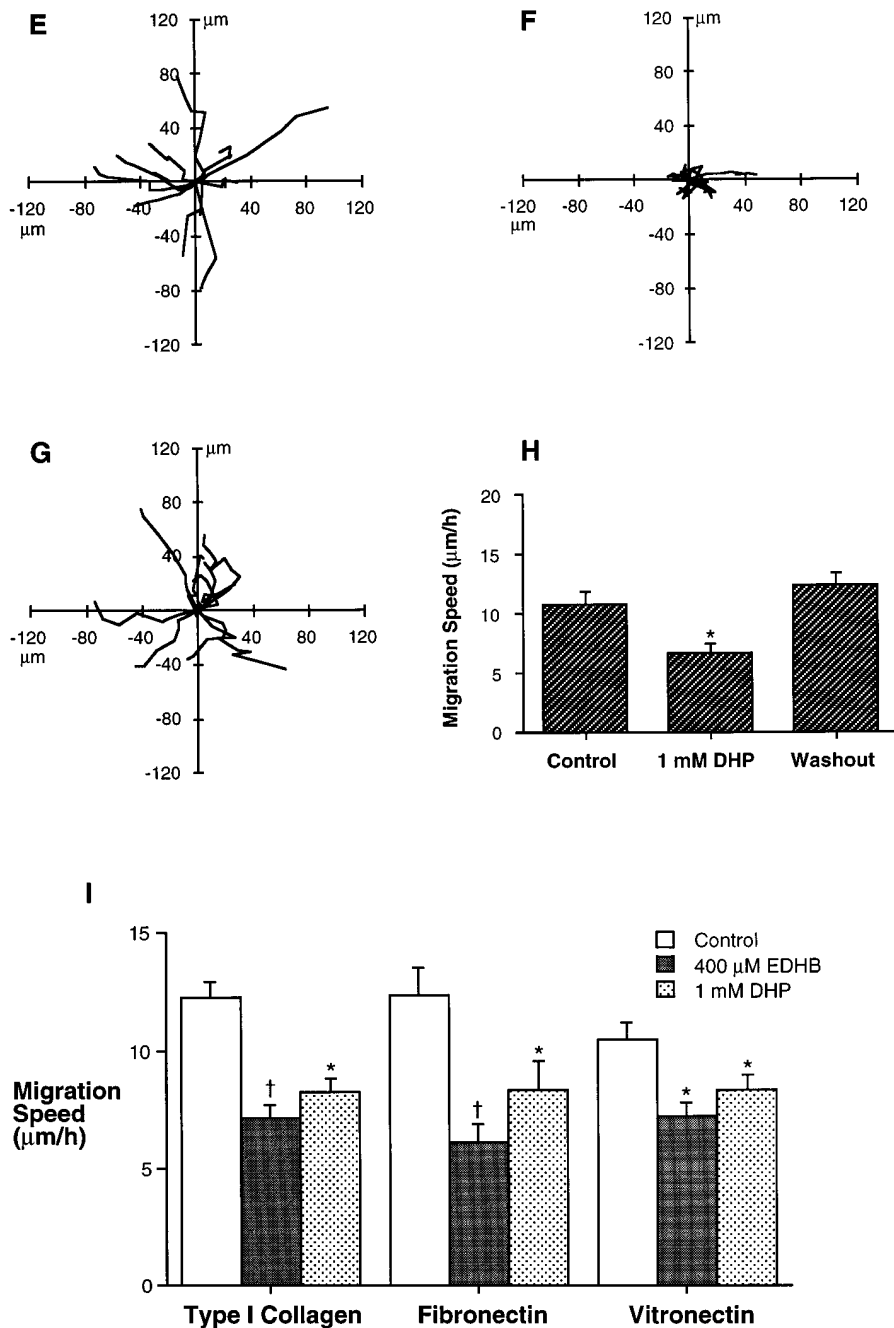 E
120
μm
80
40
-120 -80 -40 40 80 120
μm
-40
-80
-120
F
120
μm
80
40
-120 -80 -40 40 80 120
μm
-40
-80
-120
G
120
μm
80
40
-120 -80 -40 40 80 120
μm
-40
-80
-120
H
Migration Speed (μm/h)
20
15
10
5
0
*
Control 1 mM DHP Washout
I
Migration
Speed
(μm/h)
15
10
5
0
Control
400 μM EDHB
1 mM DHP
† * † * * *
Type I Collagen Fibronectin Vitronectin